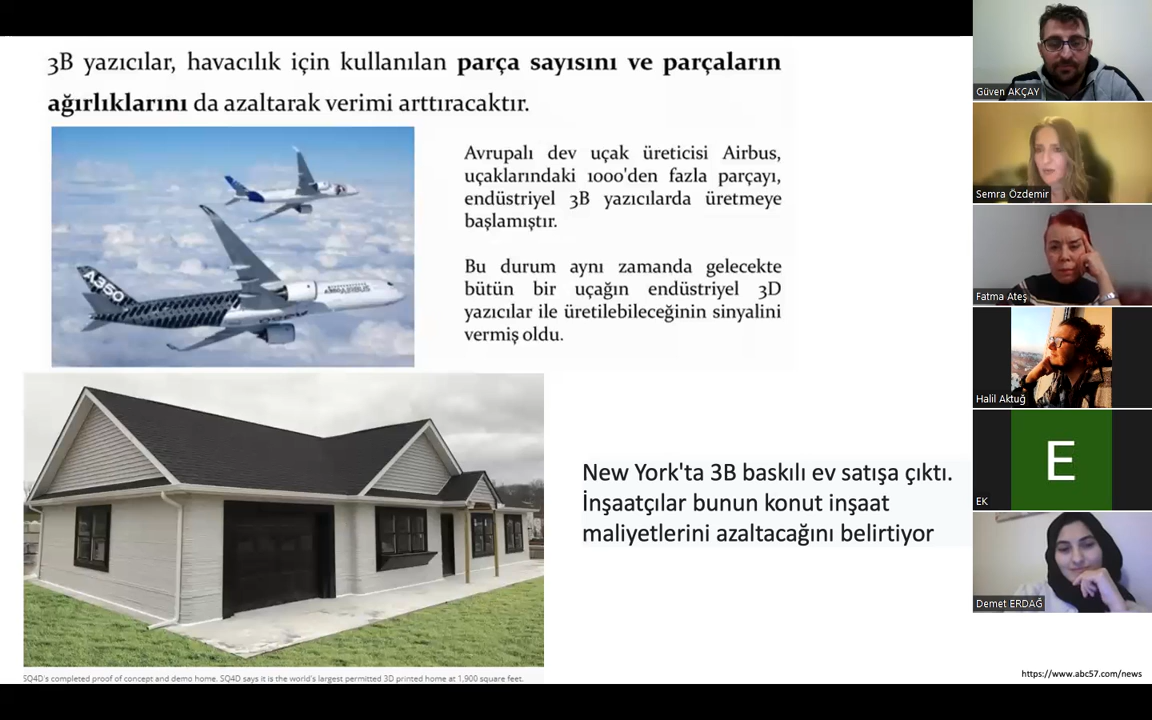 3B yazıcılar, havacılık için kullanılan parça sayısını ve parçaların
ağırlıklarını da azaltarak verimi arttıracaktır.
A350
AIRBUS
Avrupalı dev uçak üreticisi Airbus,
uçaklarındaki 1000'den fazla parçayı,
endüstriyel 3B yazıcılarda üretmeye
başlamıştır.
Bu durum aynı zamanda gelecekte
bütün bir uçağın endüstriyel 3D
yazıcılar ile üretilebileceğinin sinyalini
vermiş oldu.
New York'ta 3B baskılı ev satışa çıktı.
İnşaatçılar bunun konut inşaat
maliyetlerini azaltacağını belirtiyor
SQ4D's completed proof of concept and demo home. SQ4D says it is the world's largest permitted 3D printed home at 1,900 square feet.
https://www.abc57.com/news
Güven AKÇAY
Semra Özdemir
Fatma Ateş
Halil Aktuğ
E
EK
Demet ERDAĞ